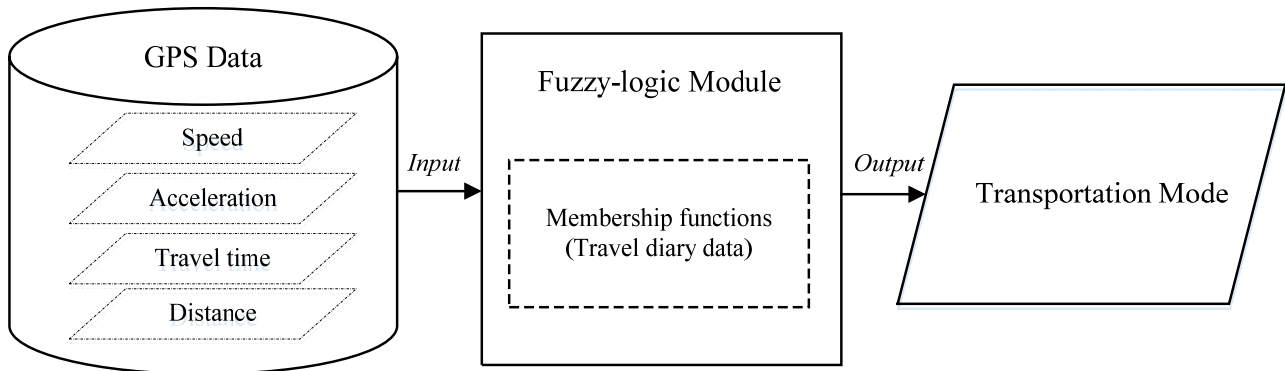 GPS Data
Speed
Acceleration
Travel time
Distance
Input
Fuzzy-logic Module
Membership functions
(Travel diary data)
Output
Transportation Mode